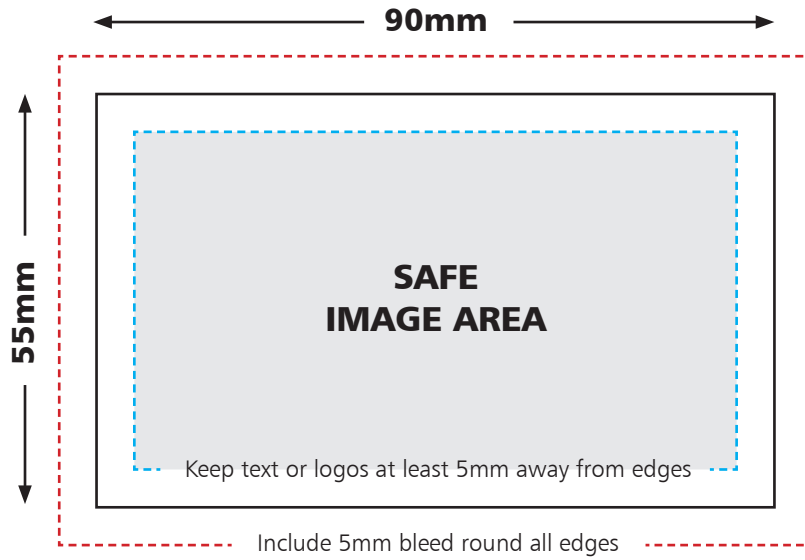 90mm
55mm
SAFE
IMAGE AREA
Keep text or logos at least 5mm away from edges
Include 5mm bleed round all edges